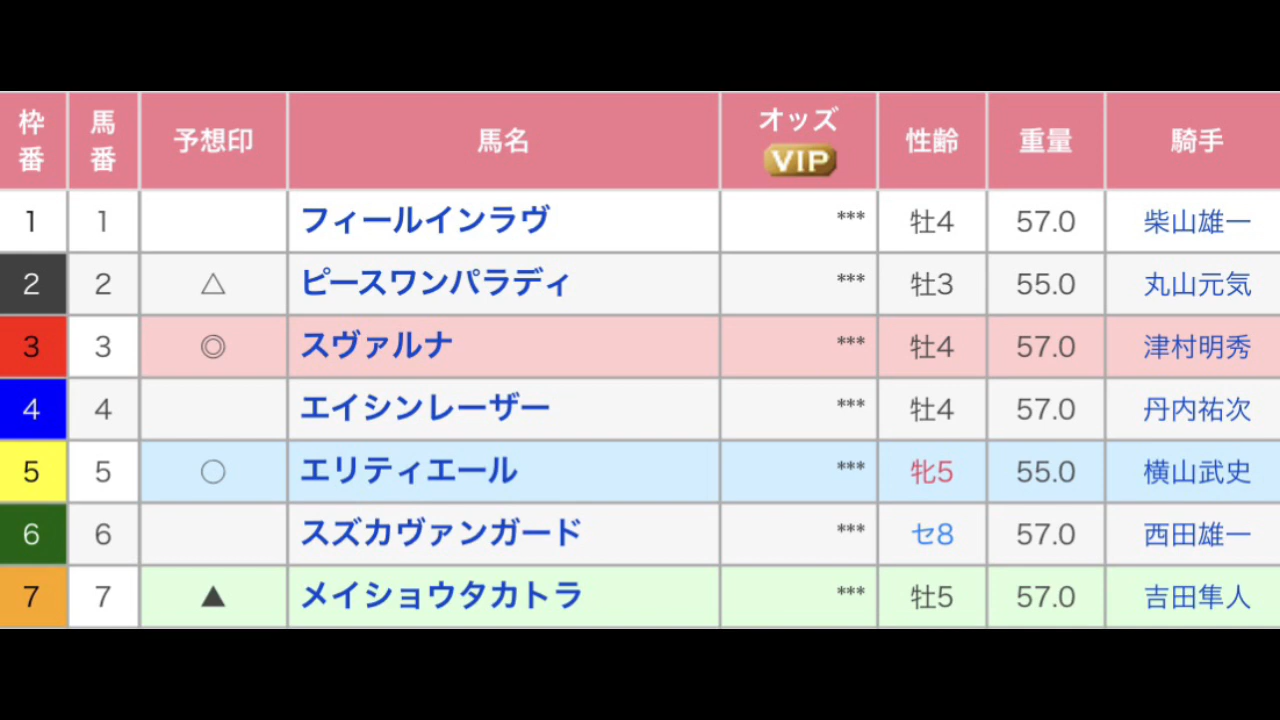 枠番 馬番 予想印 馬名 オッズ VIP 性齢 重量 騎手
1 1 フィールインラヴ *** 牡4 57.0 柴山雄一
2 2 △ ピースワンパラディ *** 牡3 55.0 丸山元気
3 3 ◎ スヴァルナ *** 牡4 57.0 津村明秀
4 4 エイシンレーザー *** 牡4 57.0 丹内祐次
5 5 ○ エリティエール *** 牝5 55.0 横山武史
6 6 スズカヴァンガード *** セ8 57.0 西田雄一
7 7 ▲ メイショウタカトラ *** 牡5 57.0 吉田隼人